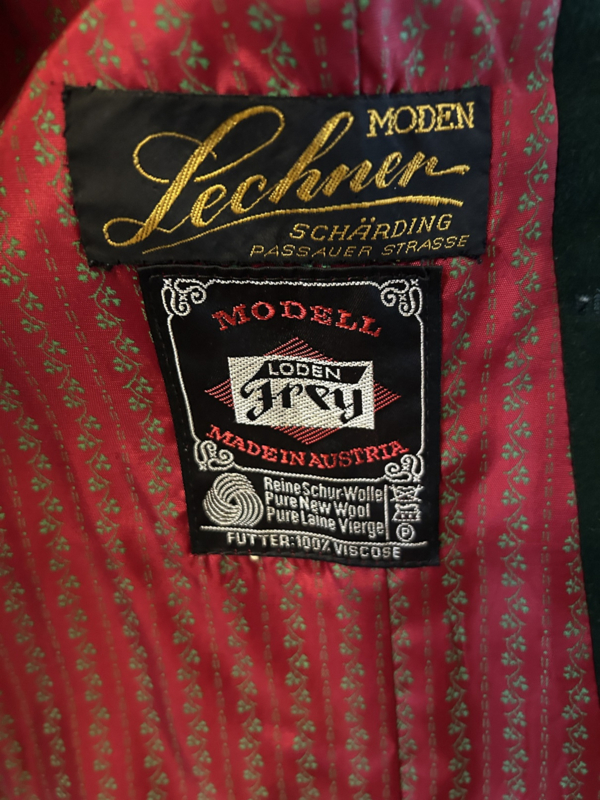 MODEN
Lechner
SCHÄRDING
PASSAUER STRASSE
MODELL
LODEN
Frey
MADE IN AUSTRIA
Reine Schur-Wolle
Pure New Wool
Pure Laine Vierge
P
FUTTER: 100% VISCOSE